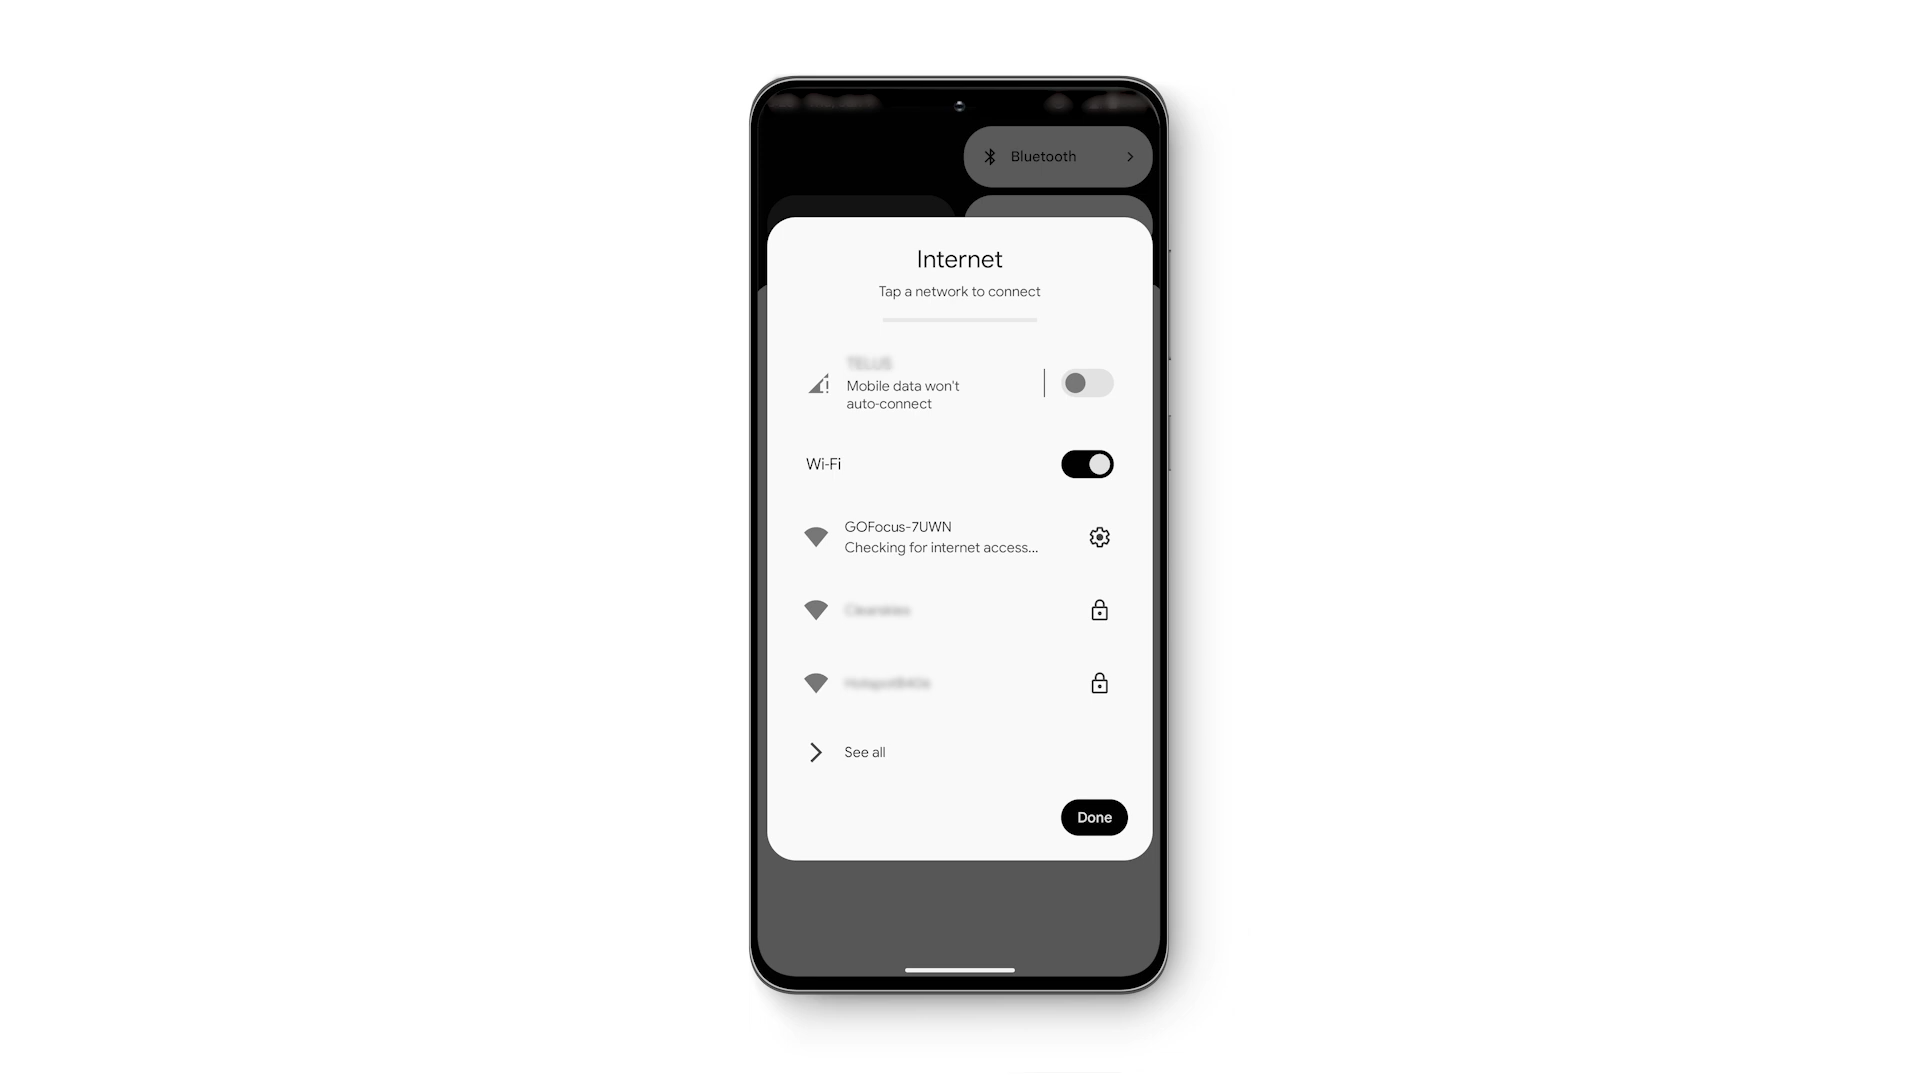 Bluetooth
Internet
Tap a network to connect
TELUS
Mobile data won't
auto-connect
Wi-Fi
GOFocus-7UWN
Checking for internet access...
See all
Done